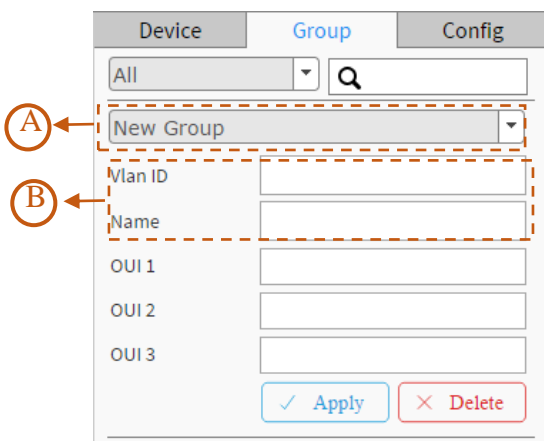 Device Group Config
All
A
New Group
Vlan ID
B
Name
OUI 1
OUI 2
OUI 3
Apply Delete